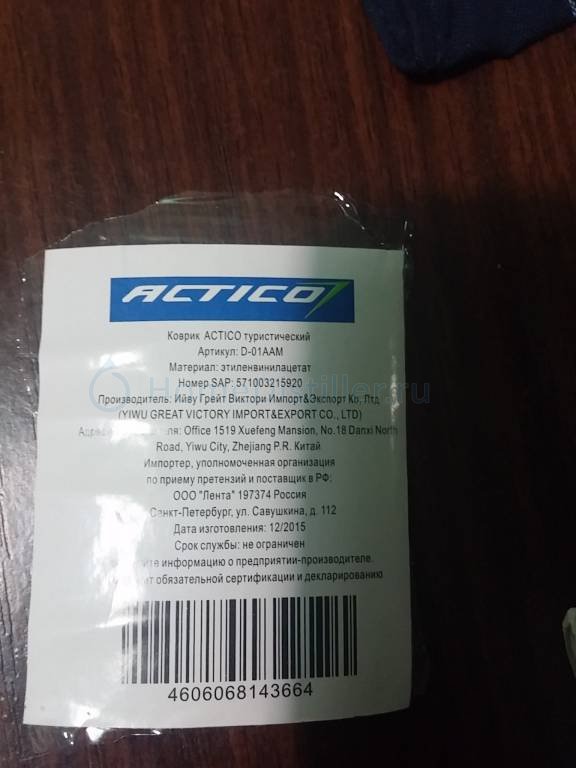 ACTICO
Коврик ACTICO туристический
Артикул: D-01AAM
Материал: этиленвинилацетат
Номер SAP: 571003215920
Производитель: Ийву Грейт Виктори Импорт&Экспорт Ко, Лтд
(YIWU GREAT VICTORY IMPORT&EXPORT CO., LTD)
Office 1519 Xuefeng Mansion, No.18 Danxi North
Road, Yiwu City, Zhejiang P.R. Китай
Импортер, уполномоченная организация
по приему претензий и поставщик в РФ:
ООО "Лента" 197374 Россия
Санкт-Петербург, ул. Савушкина, д. 112
Дата изготовления: 12/2015
Срок службы: не ограничен
информацию о предприятии-производителе.
обязательной сертификации и декларированию
4606068143664